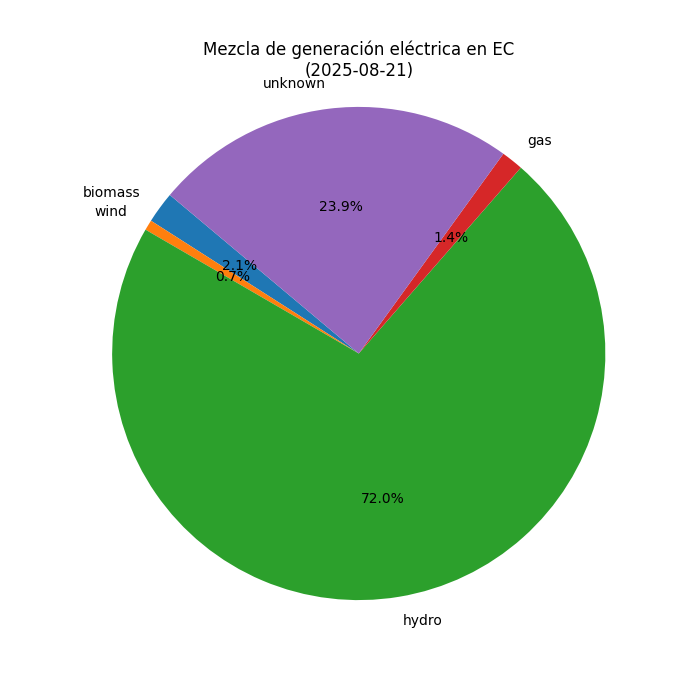 Mezcla de generación eléctrica en EC
(2025-08-21)
unknown
gas
biomass
wind
23.9%
1.4%
2.1%
0.7%
72.0%
hydro